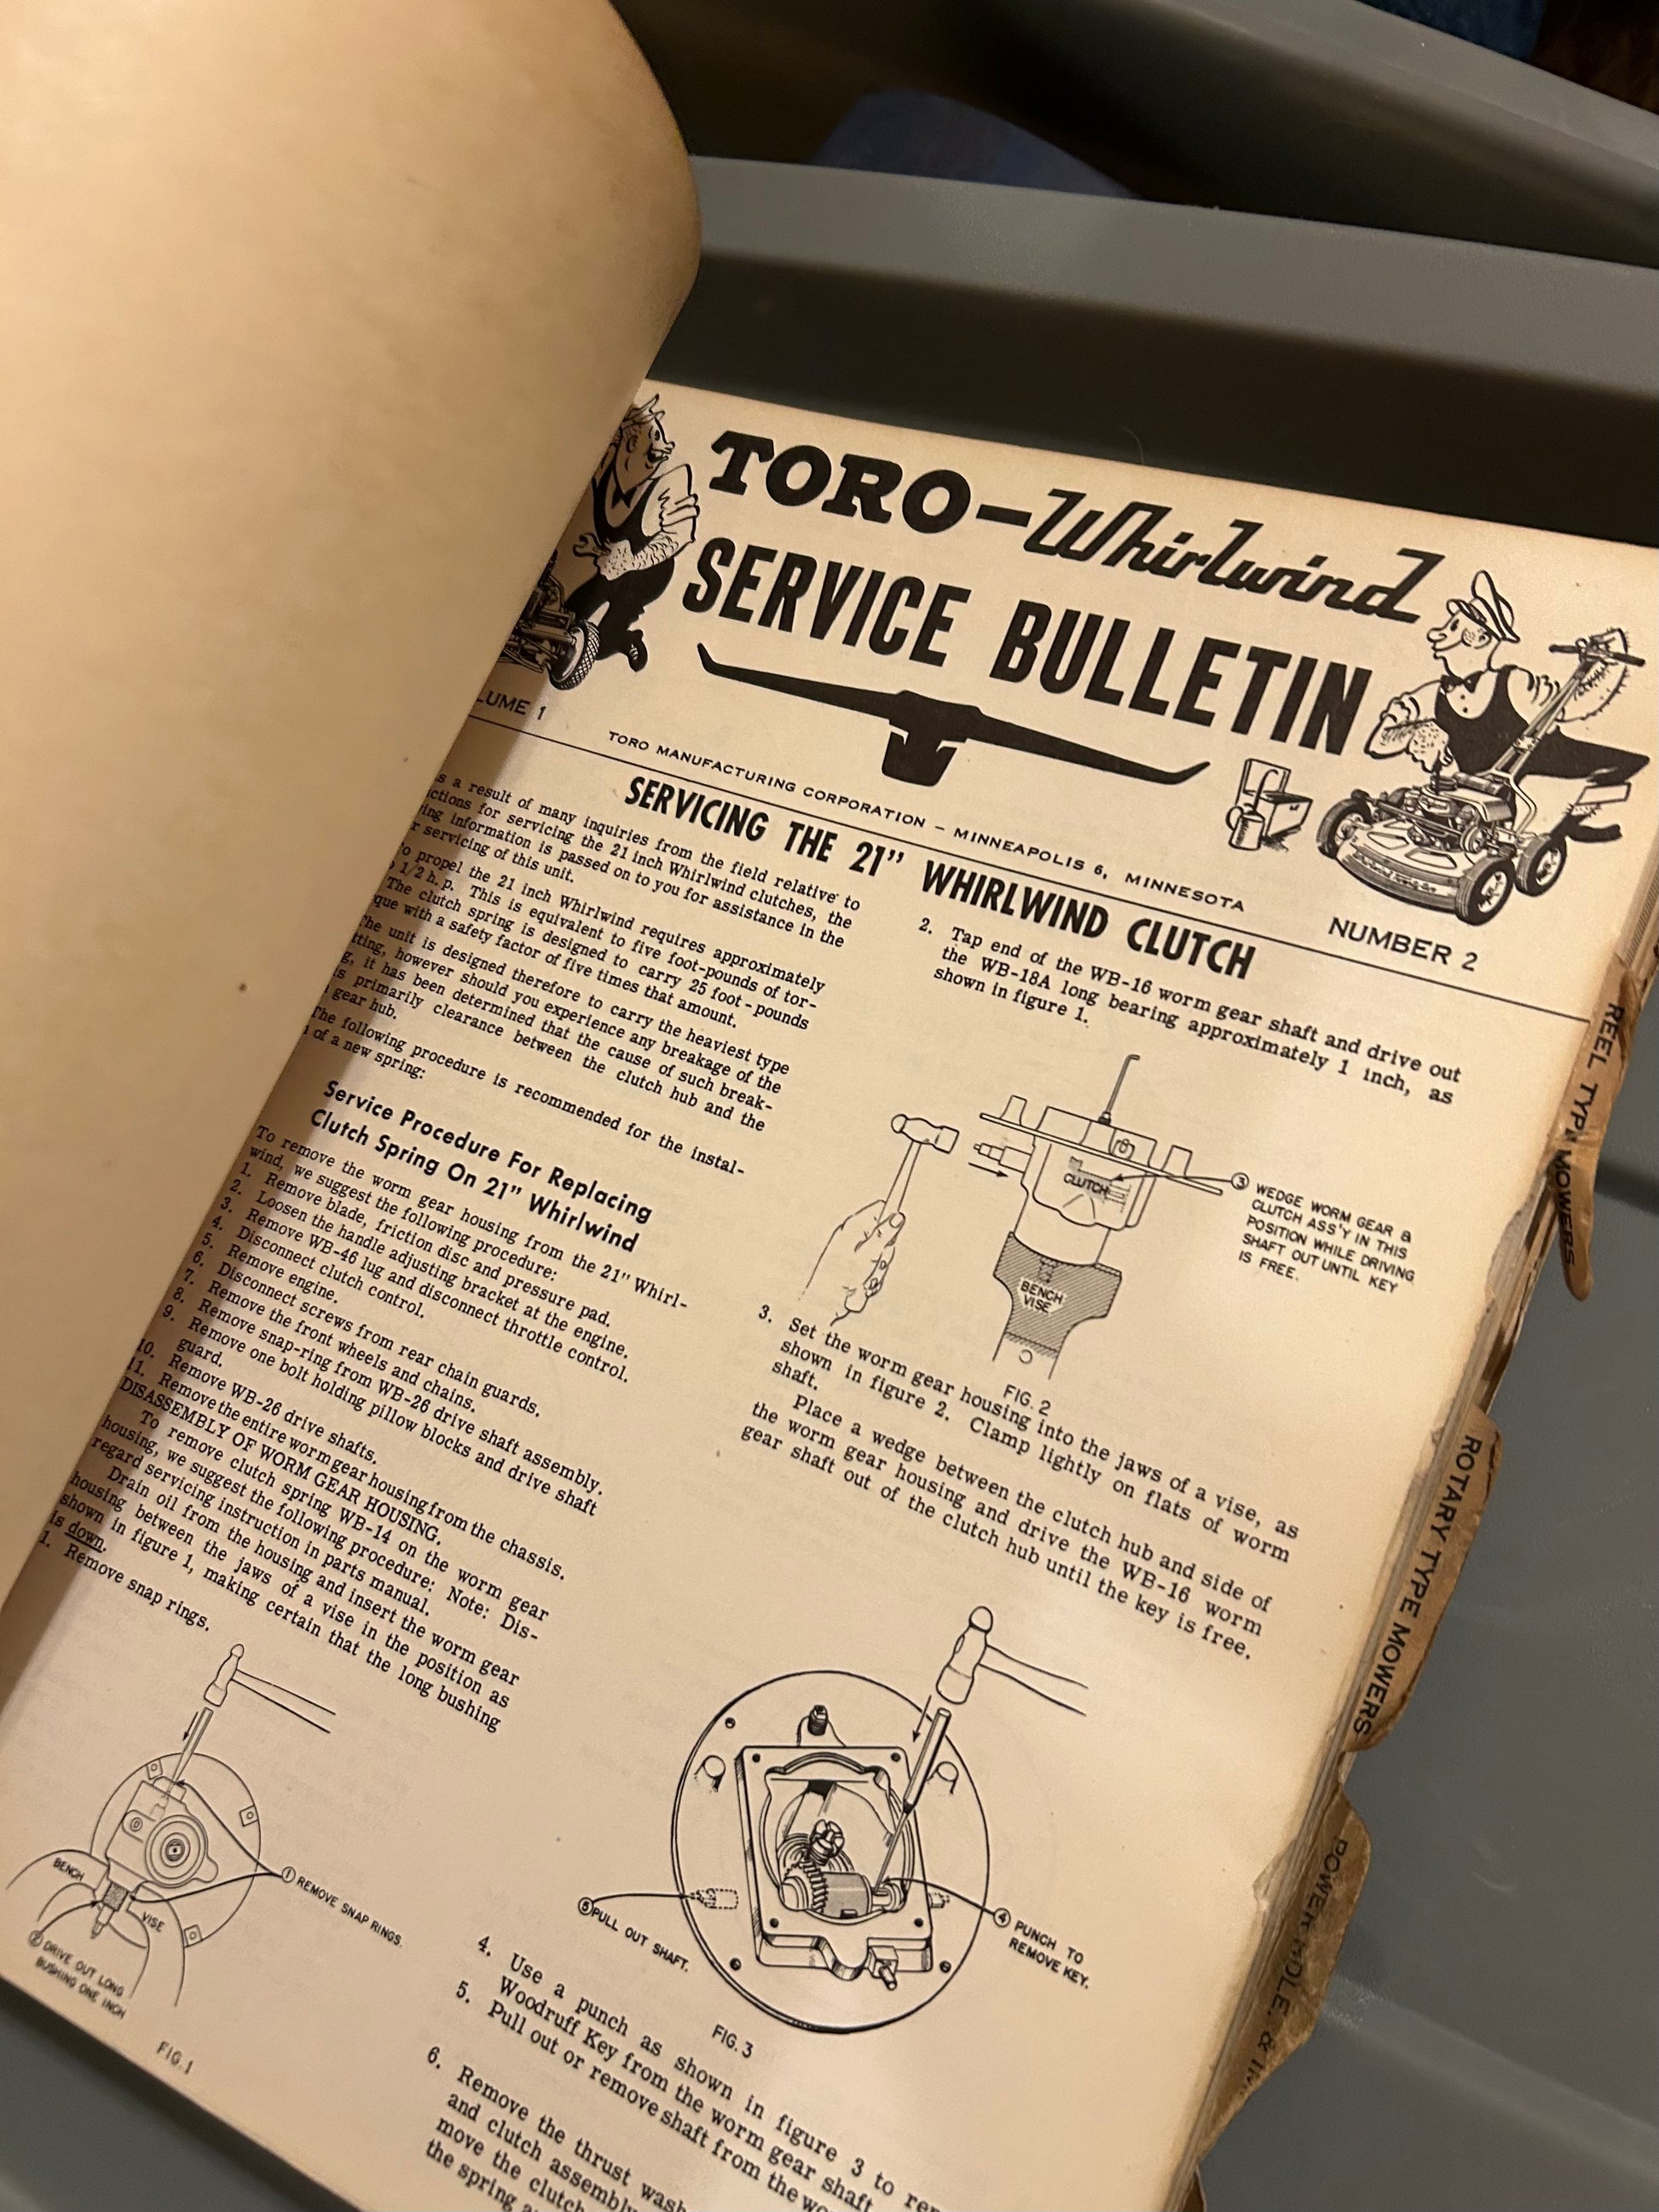 TORO—Whirlwind
SERVICE BULLETIN
LUME 1
TORO MANUFACTURING CORPORATION — MINNEAPOLIS 6, MINNESOTA
NUMBER 2
SERVICING THE 21" WHIRLWIND CLUTCH
s a result of many inquiries from the field relative to
ctions for servicing the 21 inch Whirlwind clutches, the
ing information is passed on to you for assistance in the
r servicing of this unit.
o propel the 21 inch Whirlwind requires approximately
1/2 h. p. This is equivalent to five foot-pounds of tor-
The clutch spring is designed to carry 25 foot-pounds
que with a safety factor of five times that amount.
he unit is designed therefore to carry the heaviest type
tting, however should you experience any breakage of the
g, it has been determined that the cause of such break-
is primarily clearance between the clutch hub and the
gear hub.
The following procedure is recommended for the instal-
of a new spring:
Service Procedure For Replacing
Clutch Spring On 21" Whirlwind
To remove the worm gear housing from the 21" Whirl-
wind, we suggest the following procedure:
1. Remove blade, friction disc and pressure pad.
2. Loosen the handle adjusting bracket at the engine.
3. Remove WB-46 lug and disconnect throttle control.
4. Disconnect clutch control.
5. Remove engine.
6. Disconnect screws from rear chain guards.
7. Remove the front wheels and chains.
8. Remove snap-ring from WB-26 drive shaft assembly.
9. Remove one bolt holding pillow blocks and drive shaft
guard.
10. Remove WB-26 drive shafts.
11. Remove the entire worm gear housing from the chassis.
DISASSEMBLY OF WORM GEAR HOUSING.
To remove clutch spring WB-14 on the worm gear
housing, we suggest the following procedure: Note: Dis-
regard servicing instruction in parts manual.
Drain oil from the housing and insert the worm gear
housing between the jaws of a vise in the position as
shown in figure 1, making certain that the long bushing
is down.
1. Remove snap rings.
BENCH
VISE
① REMOVE SNAP RINGS.
② DRIVE OUT LONG
BUSHING ONE INCH
FIG. 1
2. Tap end of the WB-16 worm gear shaft and drive out
the WB-18A long bearing approximately 1 inch, as
shown in figure 1.
CLUTCH
BENCH
VISE
③ WEDGE WORM GEAR &
CLUTCH ASS'Y IN THIS
POSITION WHILE DRIVING
SHAFT OUT UNTIL KEY
IS FREE.
FIG. 2
3. Set the worm gear housing into the jaws of a vise, as
shown in figure 2. Clamp lightly on flats of worm
shaft.
Place a wedge between the clutch hub and side of
the worm gear housing and drive the WB-16 worm
gear shaft out of the clutch hub until the key is free.
⑤ PULL OUT SHAFT.
④ PUNCH TO
REMOVE KEY.
FIG. 3
4. Use a punch as shown in figure 3 to rem
Woodruff Key from the worm gear shaft
5. Pull out or remove shaft from the wo
6. Remove the thrust wash
and clutch assembly
move the clutch
the spring a
REEL TYPE MOWERS
ROTARY TYPE MOWERS
POWER